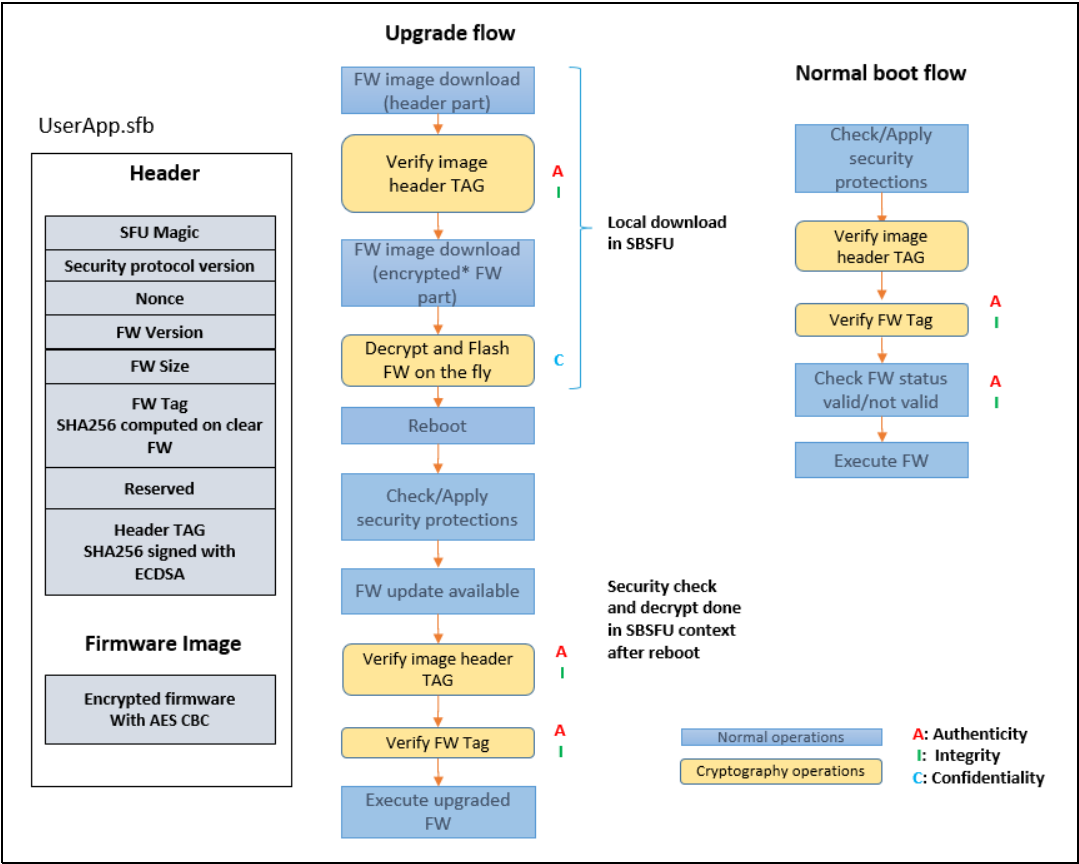 UserApp.sfb
Header
SFU Magic
Security protocol version
Nonce
FW Version
FW Size
FW Tag
SHA256 computed on clear
FW
Reserved
Header TAG
SHA256 signed with
ECDSA
Firmware Image
Encrypted firmware
With AES CBC
Upgrade flow
FW image download
(header part)
Verify image
header TAG
A
I
FW image download
(encrypted* FW
part)
Decrypt and Flash
FW on the fly
C
Local download
in SBSFU
Reboot
Check/Apply
security protections
FW update available
Security check
and decrypt done
in SBSFU context
after reboot
Verify image header
TAG
A
I
Verify FW Tag
A
I
Execute upgraded
FW
Normal boot flow
Check/Apply
security
protections
Verify image
header TAG
Verify FW Tag
A
I
Check FW status
valid/not valid
A
I
Execute FW
Normal operations
Cryptography operations
A: Authenticity
I: Integrity
C: Confidentiality